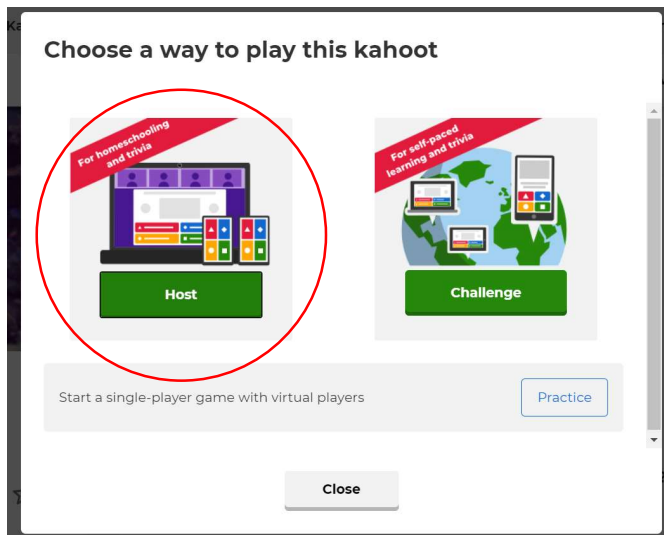 Choose a way to play this kahoot
For homeschooling
and trivia
For self-paced
learning and trivia
Host
Challenge
Start a single-player game with virtual players
Practice
Close